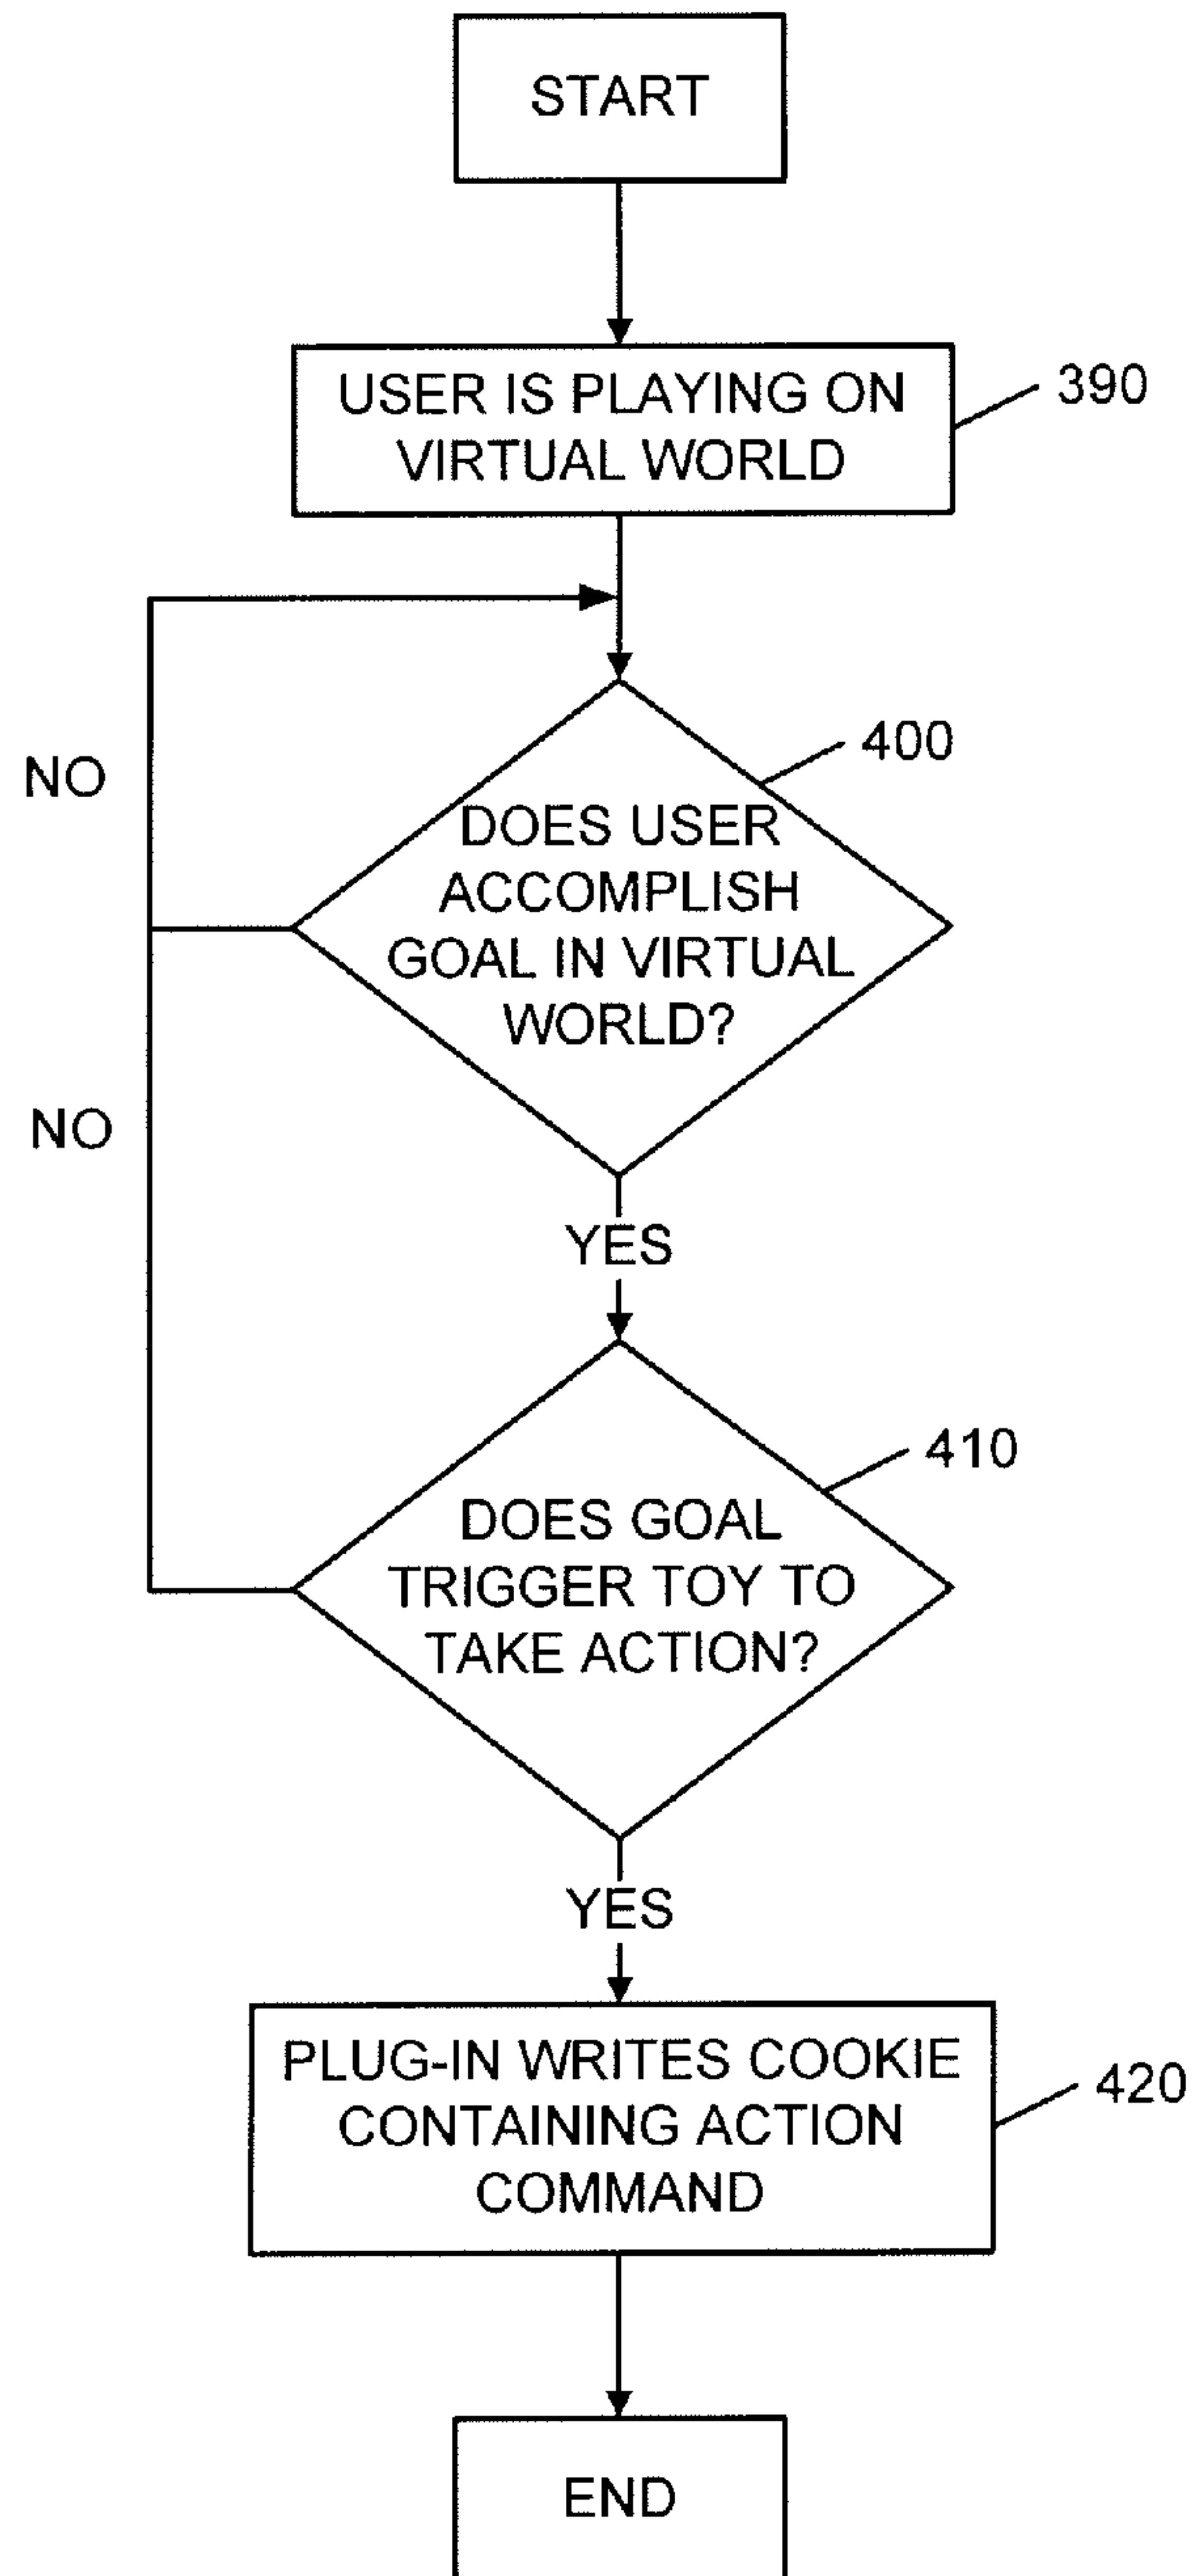 START
USER IS PLAYING ON
VIRTUAL WORLD
390
NO
400
DOES USER
ACCOMPLISH
GOAL IN VIRTUAL
WORLD?
NO
YES
410
DOES GOAL
TRIGGER TOY TO
TAKE ACTION?
YES
PLUG-IN WRITES COOKIE
CONTAINING ACTION
COMMAND
420
END